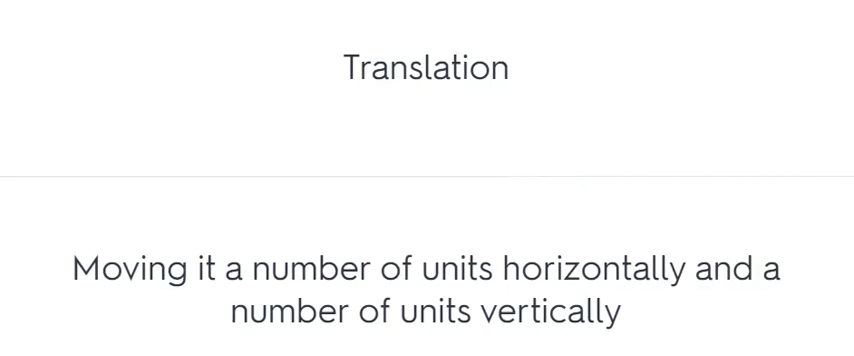 Translation
Moving it a number of units horizontally and a
number of units vertically